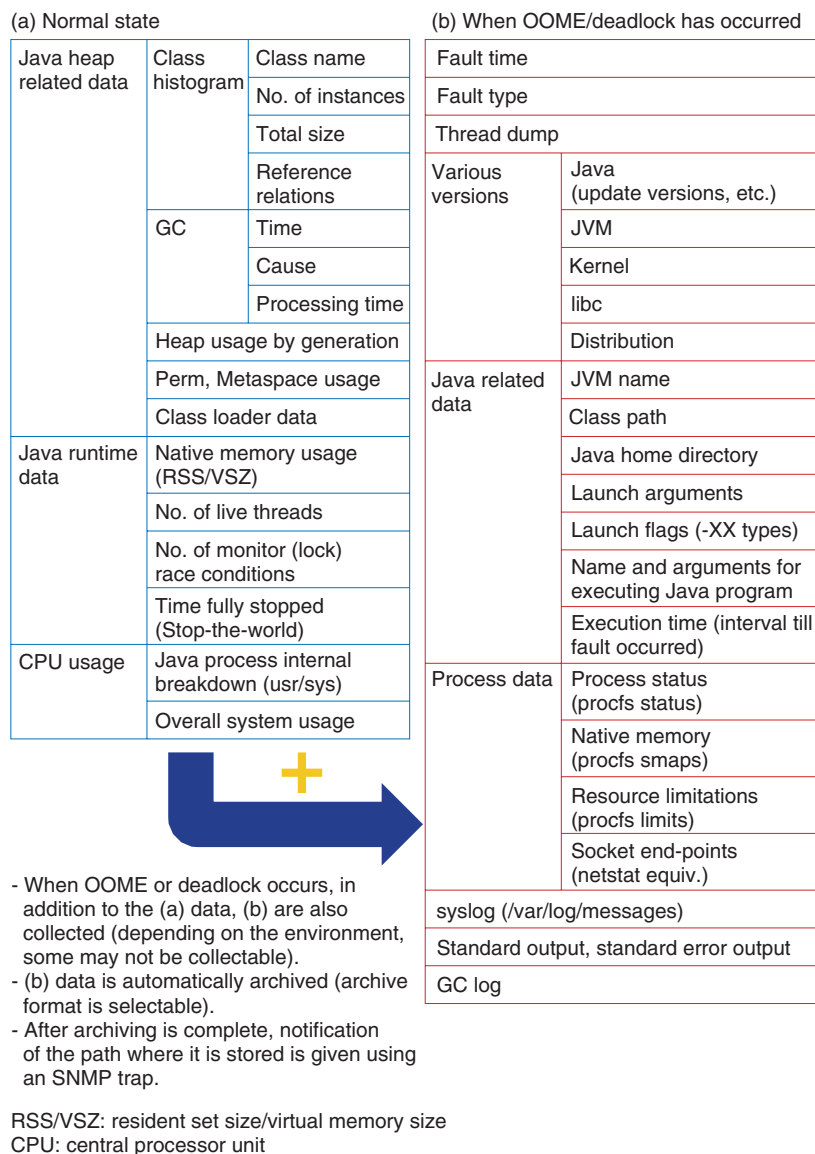 (a) Normal state
Java heap
related data
Class
histogram
Class name
No. of instances
Total size
Reference
relations
GC
Time
Cause
Processing time
Heap usage by generation
Perm, Metaspace usage
Class loader data
Java runtime
data
Native memory usage
(RSS/VSZ)
No. of live threads
No. of monitor (lock)
race conditions
Time fully stopped
(Stop-the-world)
CPU usage
Java process internal
breakdown (usr/sys)
Overall system usage
+
- When OOME or deadlock occurs, in
addition to the (a) data, (b) are also
collected (depending on the environment,
some may not be collectable).
- (b) data is automatically archived (archive
format is selectable).
- After archiving is complete, notification
of the path where it is stored is given using
an SNMP trap.
RSS/VSZ: resident set size/virtual memory size
CPU: central processor unit
(b) When OOME/deadlock has occurred
Fault time
Fault type
Thread dump
Various
versions
Java
(update versions, etc.)
JVM
Kernel
libc
Distribution
Java related
data
JVM name
Class path
Java home directory
Launch arguments
Launch flags (-XX types)
Name and arguments for
executing Java program
Execution time (interval till
fault occurred)
Process data
Process status
(procfs status)
Native memory
(procfs smaps)
Resource limitations
(procfs limits)
Socket end-points
(netstat equiv.)
syslog (/var/log/messages)
Standard output, standard error output
GC log